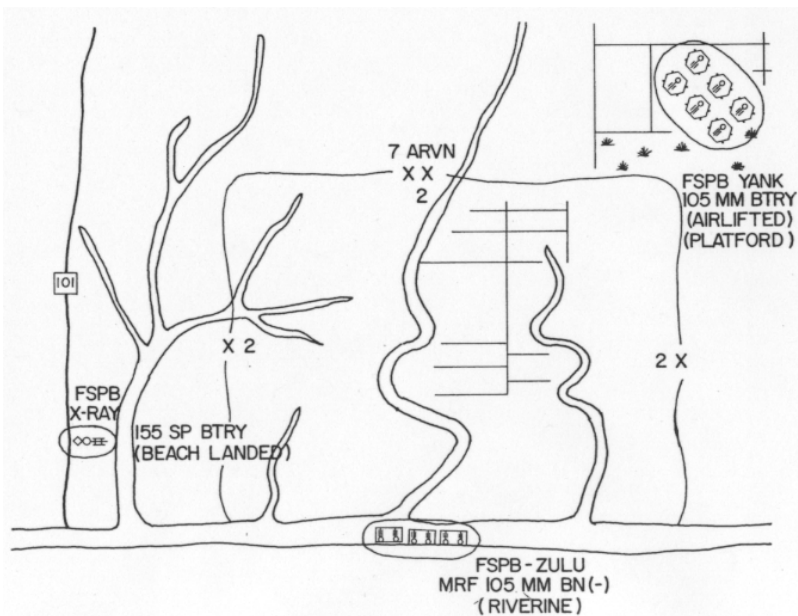 7 ARVN
X X
2
FSPB YANK
105 MM BTRY
(AIRLIFTED)
(PLATFORD)
101
X 2
2 X
FSPB
X-RAY
155 SP BTRY
(BEACH LANDED)
FSPB - ZULU
MRF 105 MM BN(-)
(RIVERINE)